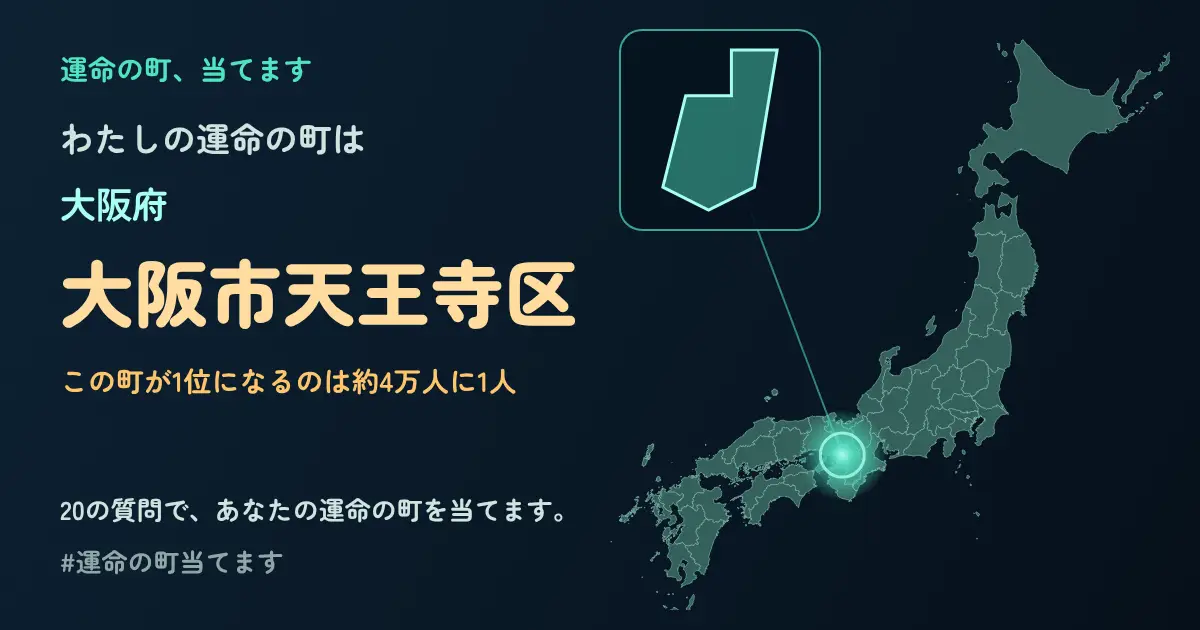 運命の町、当てます
わたしの運命の町は
大阪府
大阪市天王寺区
この町が1位になるのは約4万人に1人
20の質問で、あなたの運命の町を当てます。
#運命の町当てます